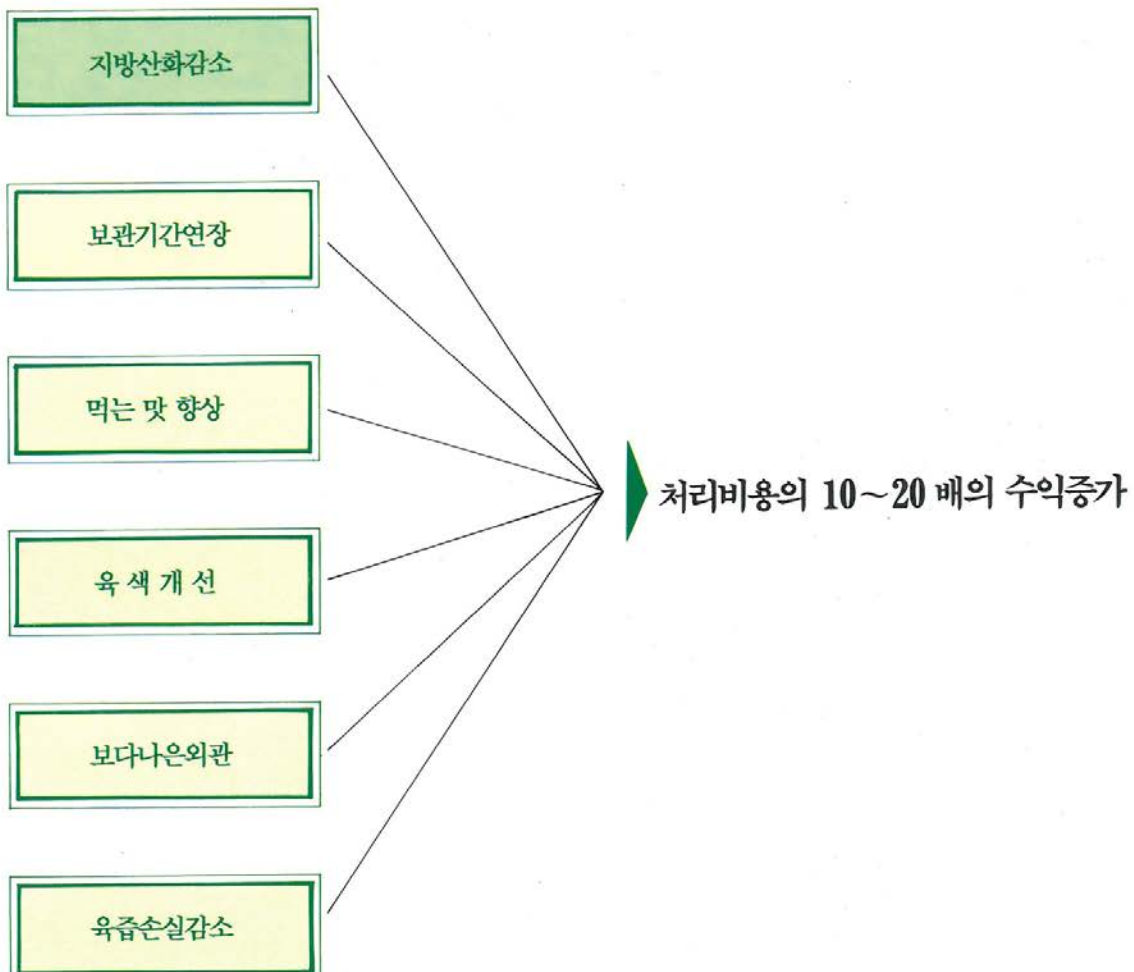 지방산화감소
보관기간연장
먹는 맛 향상
육 색 개 선
보다나은외관
육즙손실감소
처리비용의 10~20 배의 수익증가